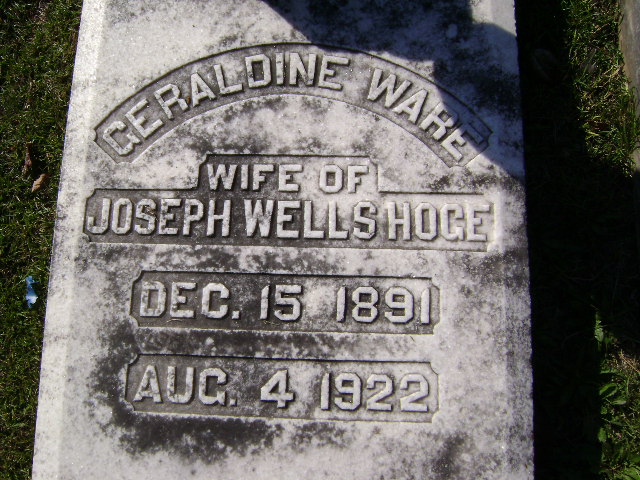 GERALDINE WARE
WIFE OF
JOSEPH WELLS HOGE
DEC. 15 1891
AUG. 4 1922